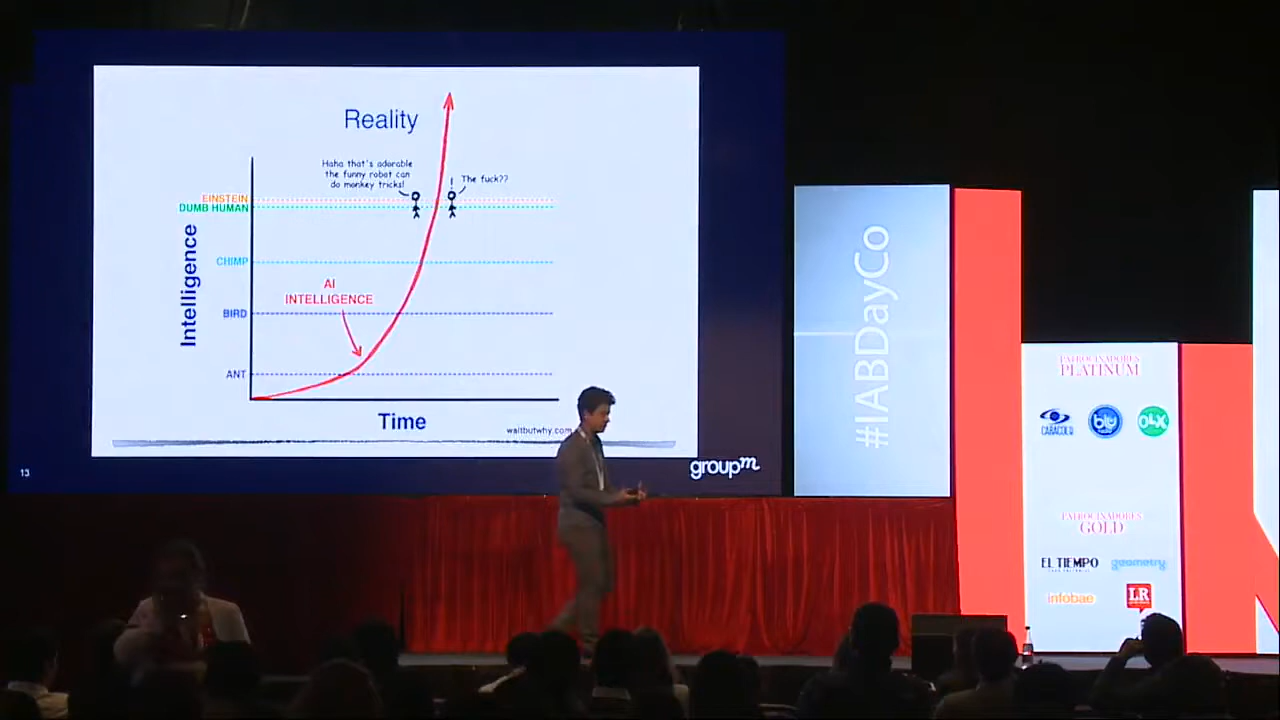 Reality
Haha that's adorable
the funny robot can
do monkey tricks!
!
The fuck??
EINSTEIN
DUMB HUMAN
CHIMP
AI
INTELLIGENCE
BIRD
ANT
Intelligence
Time
waitbutwhy.com
13
groupm
#IABDayCo
PATROCINADORES
PLATINUM
CARACOL
blu
OLX
PATROCINADORES
GOLD
EL TIEMPO
geometry
infobae
LR